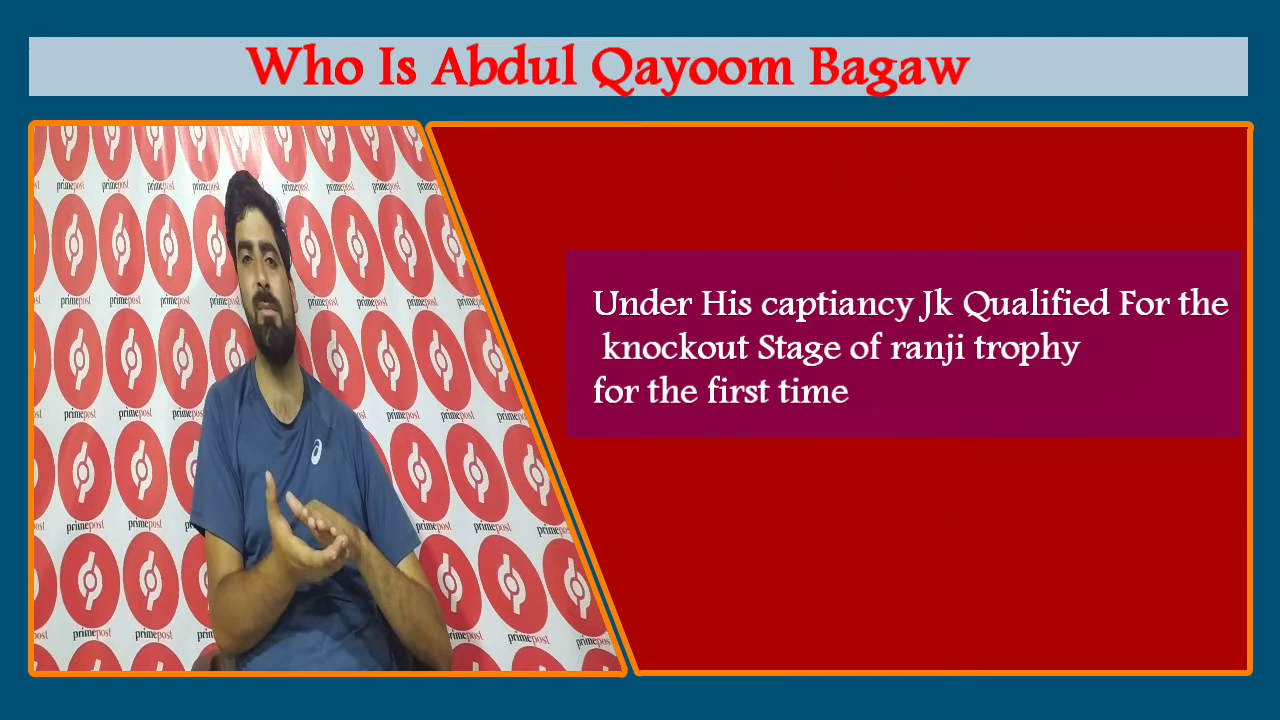 Who Is Abdul Qayoom Bagaw
Under His captiancy Jk Qualified For the
knockout Stage of ranji trophy
for the first time
primepost